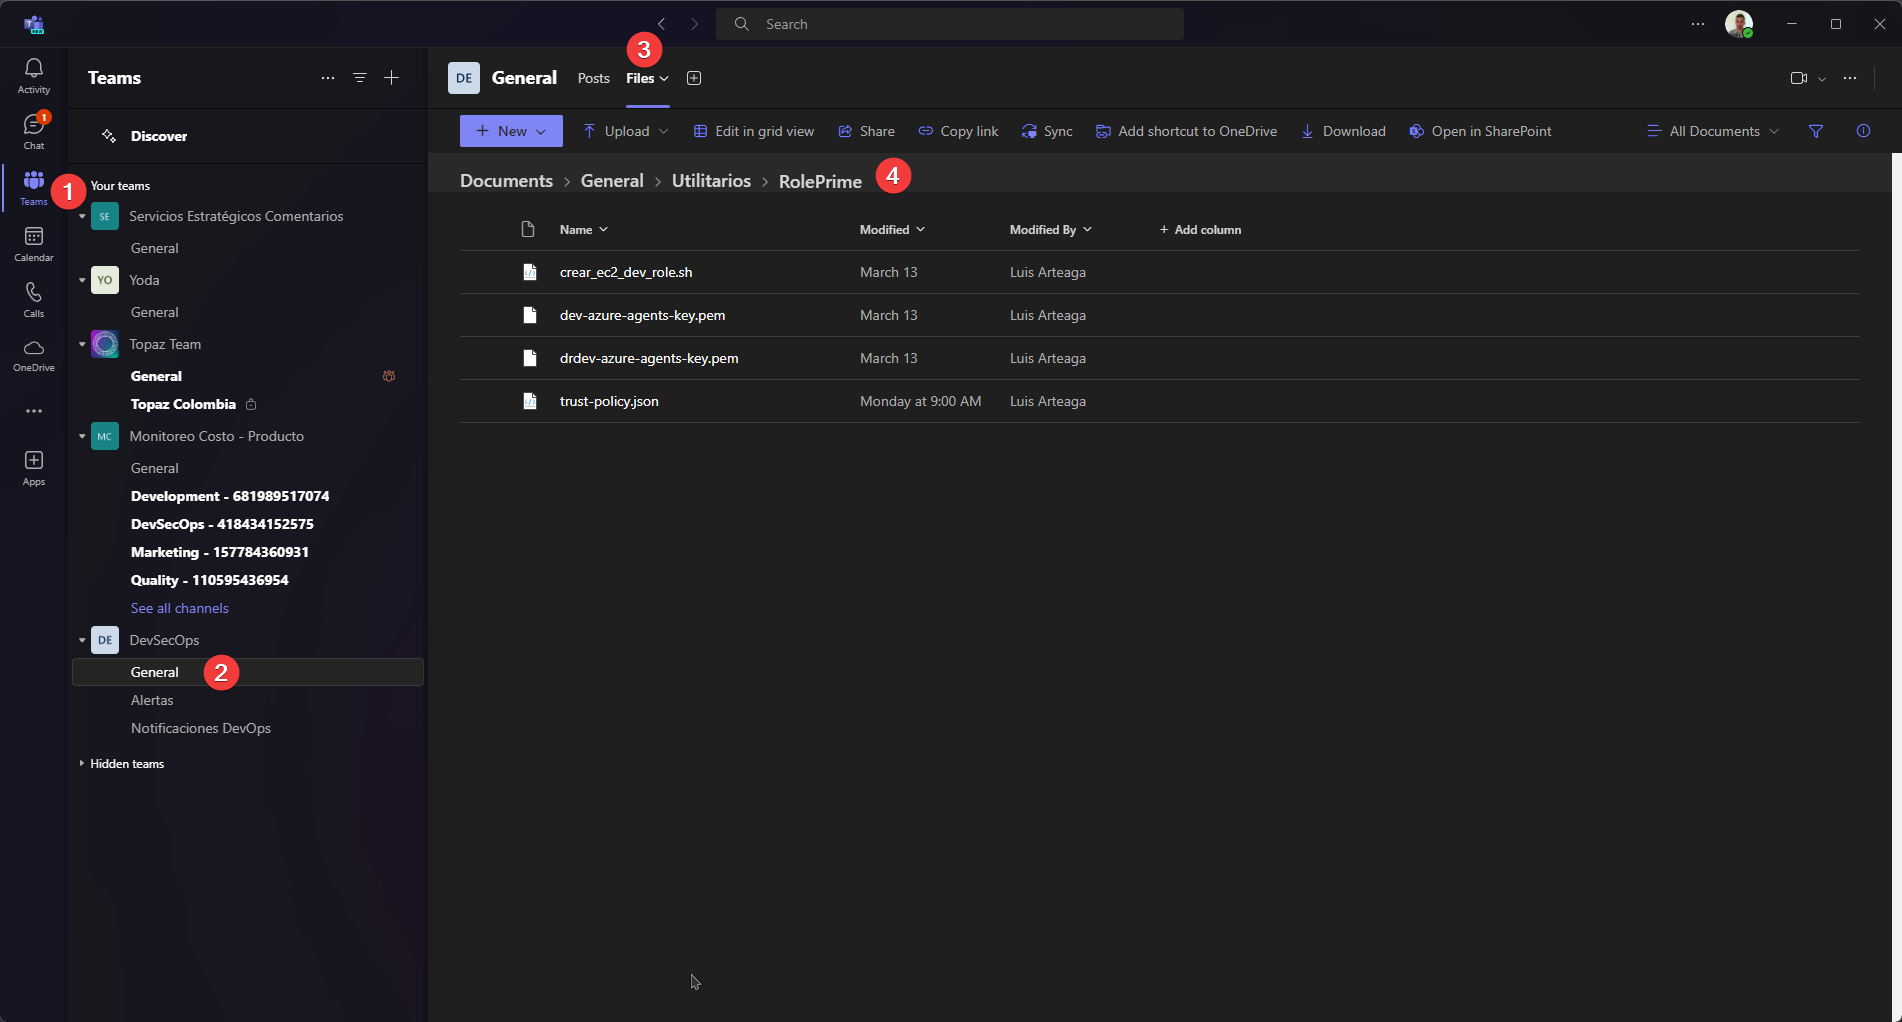 Search
Activity
1
Chat
Teams
Calendar
Calls
OneDrive
Apps
1
Teams
Discover
Your teams
SE Servicios Estratégicos Comentarios
General
YO Yoda
General
Topaz Team
General
Topaz Colombia
MC Monitoreo Costo - Producto
General
Development - 681989517074
DevSecOps - 418434152575
Marketing - 157784360931
Quality - 110595436954
See all channels
DE DevSecOps
General 2
Alertas
Notificaciones DevOps
Hidden teams
3
DE General Posts Files
New Upload Edit in grid view Share Copy link Sync Add shortcut to OneDrive Download Open in SharePoint All Documents
Documents > General > Utilitarios > RolePrime 4
Name Modified Modified By + Add column
crear_ec2_dev_role.sh March 13 Luis Arteaga
dev-azure-agents-key.pem March 13 Luis Arteaga
drdev-azure-agents-key.pem March 13 Luis Arteaga
trust-policy.json Monday at 9:00 AM Luis Arteaga